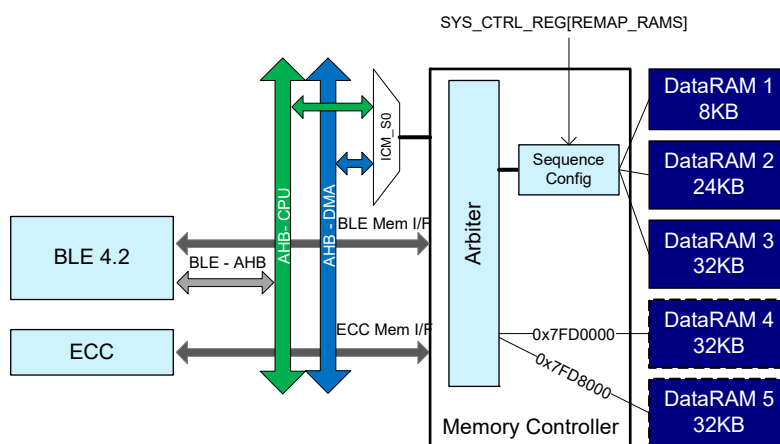 SYS_CTRL_REG[REMAP_RAMS]
DataRAM 1
8KB
ICM_S0
Sequence
Config
DataRAM 2
24KB
AHB- CPU
AHB - DMA
BLE Mem I/F
Arbiter
BLE 4.2
BLE - AHB
DataRAM 3
32KB
ECC Mem I/F
ECC
0x7FD0000
DataRAM 4
32KB
0x7FD8000
DataRAM 5
32KB
Memory Controller